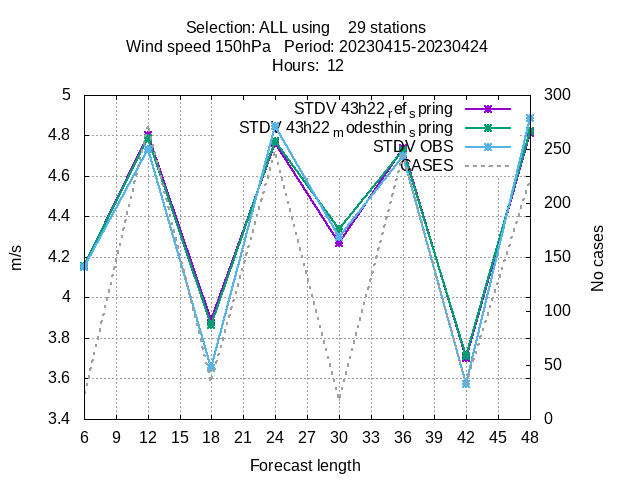 Selection: ALL using 29 stations
Wind speed 150hPa Period: 20230415-20230424
Hours: 12
5
4.8
4.6
4.4
4.2
4
3.8
3.6
3.4
300
250
200
150
100
50
0
STDV 43h22_ref_spring
STDV 43h22_modesthin_spring
STDV OBS
CASES
m/s
No cases
6 9 12 15 18 21 24 27 30 33 36 39 42 45 48
Forecast length